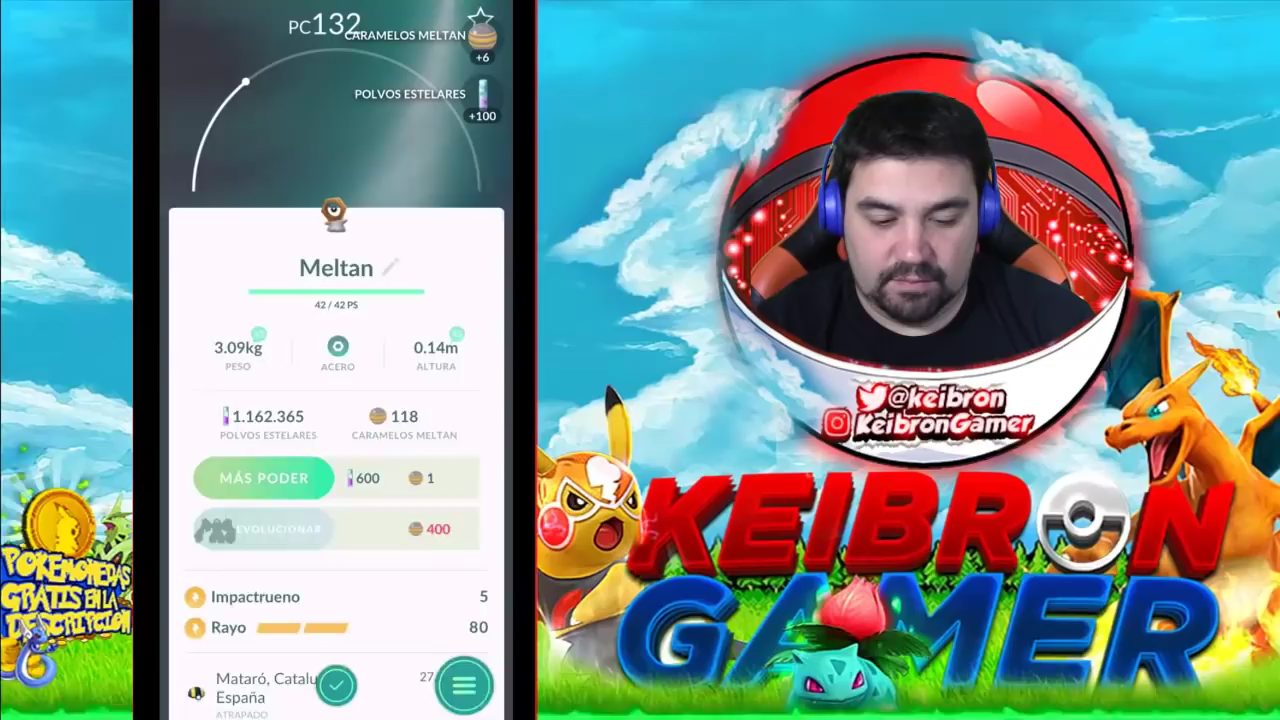 PC132
CARAMELOS MELTAN
+6
POLVOS ESTELARES
+100
Meltan
42 / 42 PS
3.09kg
PESO
ACERO
0.14m
ALTURA
1.162.365
POLVOS ESTELARES
118
CARAMELOS MELTAN
MÁS PODER
600
1
EVOLUCIONAR
400
Impactrueno
5
Rayo
80
Mataró, Catalu
España
27
ATRAPADO
@keibron
KeibronGamer
KEIBRON
GAMER
POKEMONEDAS
GRATIS EN LA
DESCRIPCION